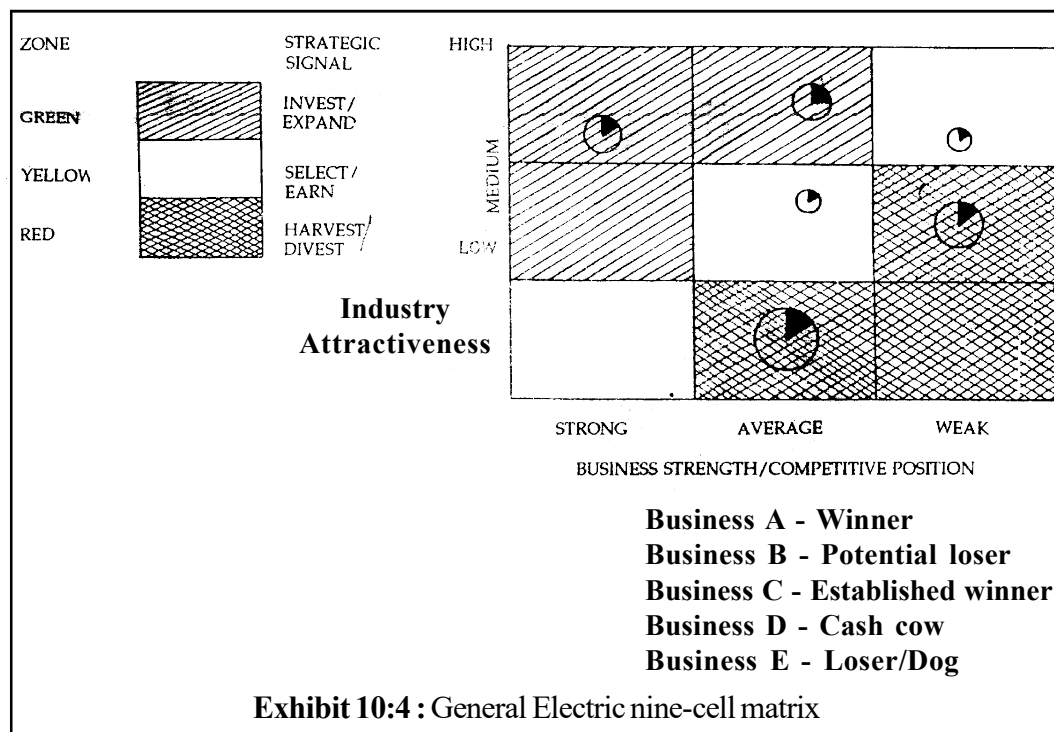 ZONE
STRATEGIC
SIGNAL
HIGH
GREEN
INVEST/
EXPAND
YELLOW
SELECT/
EARN
MEDIUM
RED
HARVEST/
DIVEST
LOW
Industry
Attractiveness
STRONG
AVERAGE
WEAK
BUSINESS STRENGTH/COMPETITIVE POSITION
Business A - Winner
Business B - Potential loser
Business C - Established winner
Business D - Cash cow
Business E - Loser/Dog
Exhibit 10:4 : General Electric nine-cell matrix